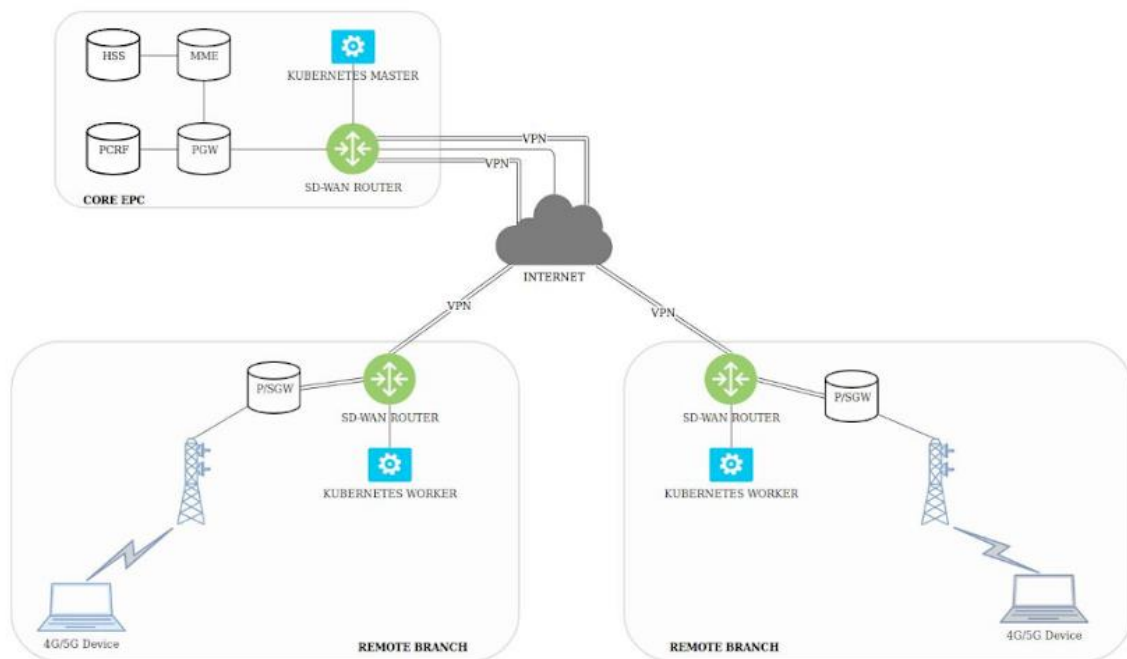 HSS
MME
KUBERNETES MASTER
PCRF
PGW
SD-WAN ROUTER
CORE EPC
VPN
VPN
INTERNET
VPN
VPN
P/SGW
SD-WAN ROUTER
KUBERNETES WORKER
4G/5G Device
REMOTE BRANCH
P/SGW
SD-WAN ROUTER
KUBERNETES WORKER
4G/5G Device
REMOTE BRANCH